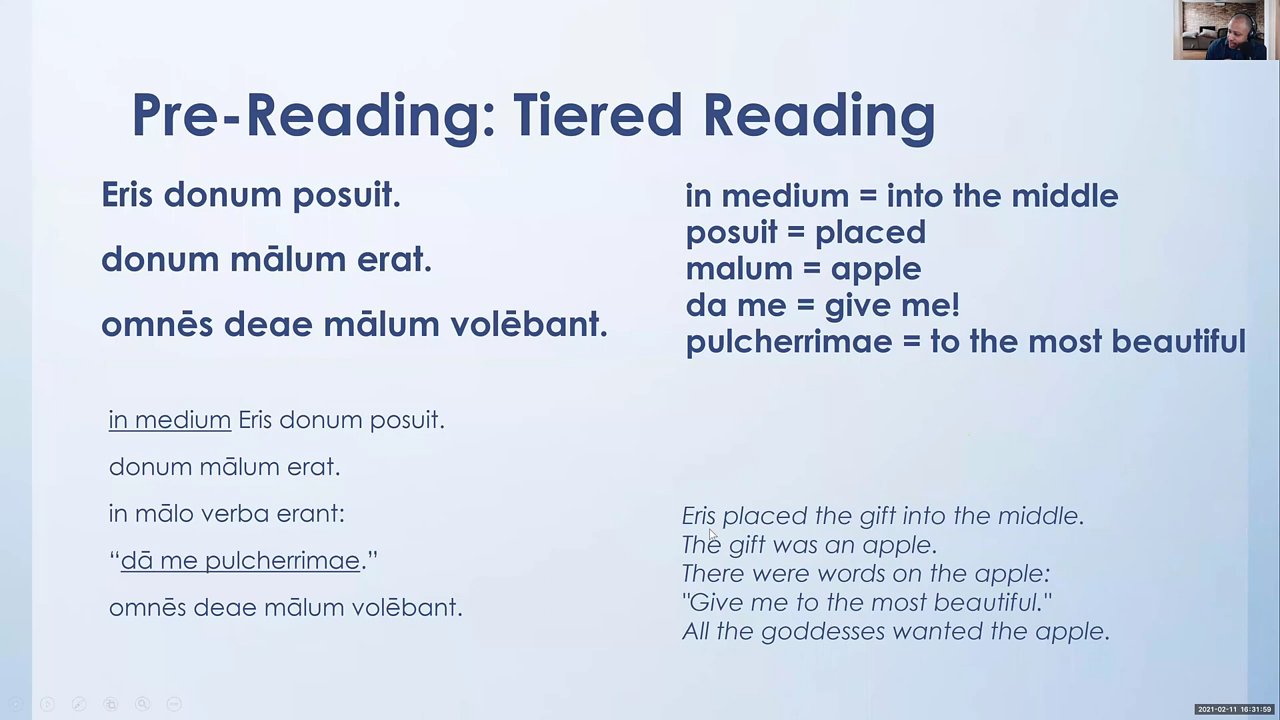 Pre-Reading: Tiered Reading
Eris donum posuit.
donum mālum erat.
omnēs deae mālum volēbant.
in medium = into the middle
posuit = placed
malum = apple
da me = give me!
pulcherrimae = to the most beautiful
in medium Eris donum posuit.
donum mālum erat.
in mālo verba erant:
“dā me pulcherrimae.”
omnēs deae mālum volēbant.
Eris placed the gift into the middle.
The gift was an apple.
There were words on the apple:
"Give me to the most beautiful."
All the goddesses wanted the apple.
2021-02-11 16:31:59